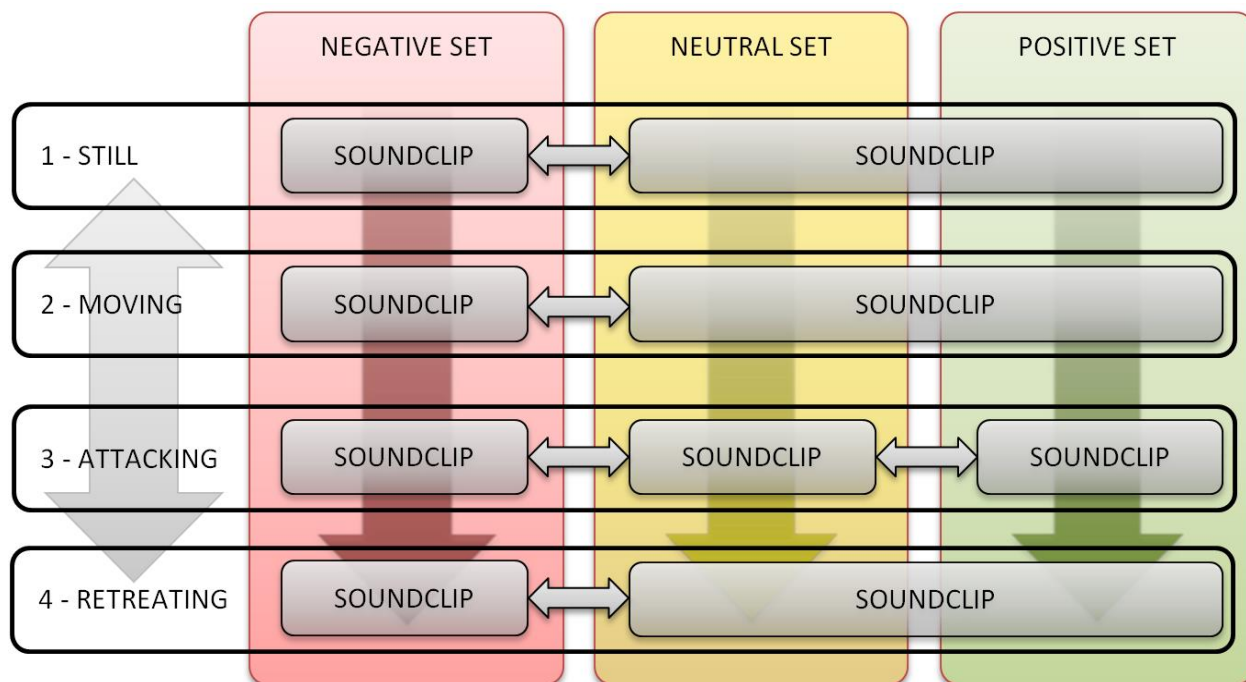 NEGATIVE SET
NEUTRAL SET
POSITIVE SET
1 - STILL
SOUNDCLIP
SOUNDCLIP
2 - MOVING
SOUNDCLIP
SOUNDCLIP
3 - ATTACKING
SOUNDCLIP
SOUNDCLIP
SOUNDCLIP
4 - RETREATING
SOUNDCLIP
SOUNDCLIP